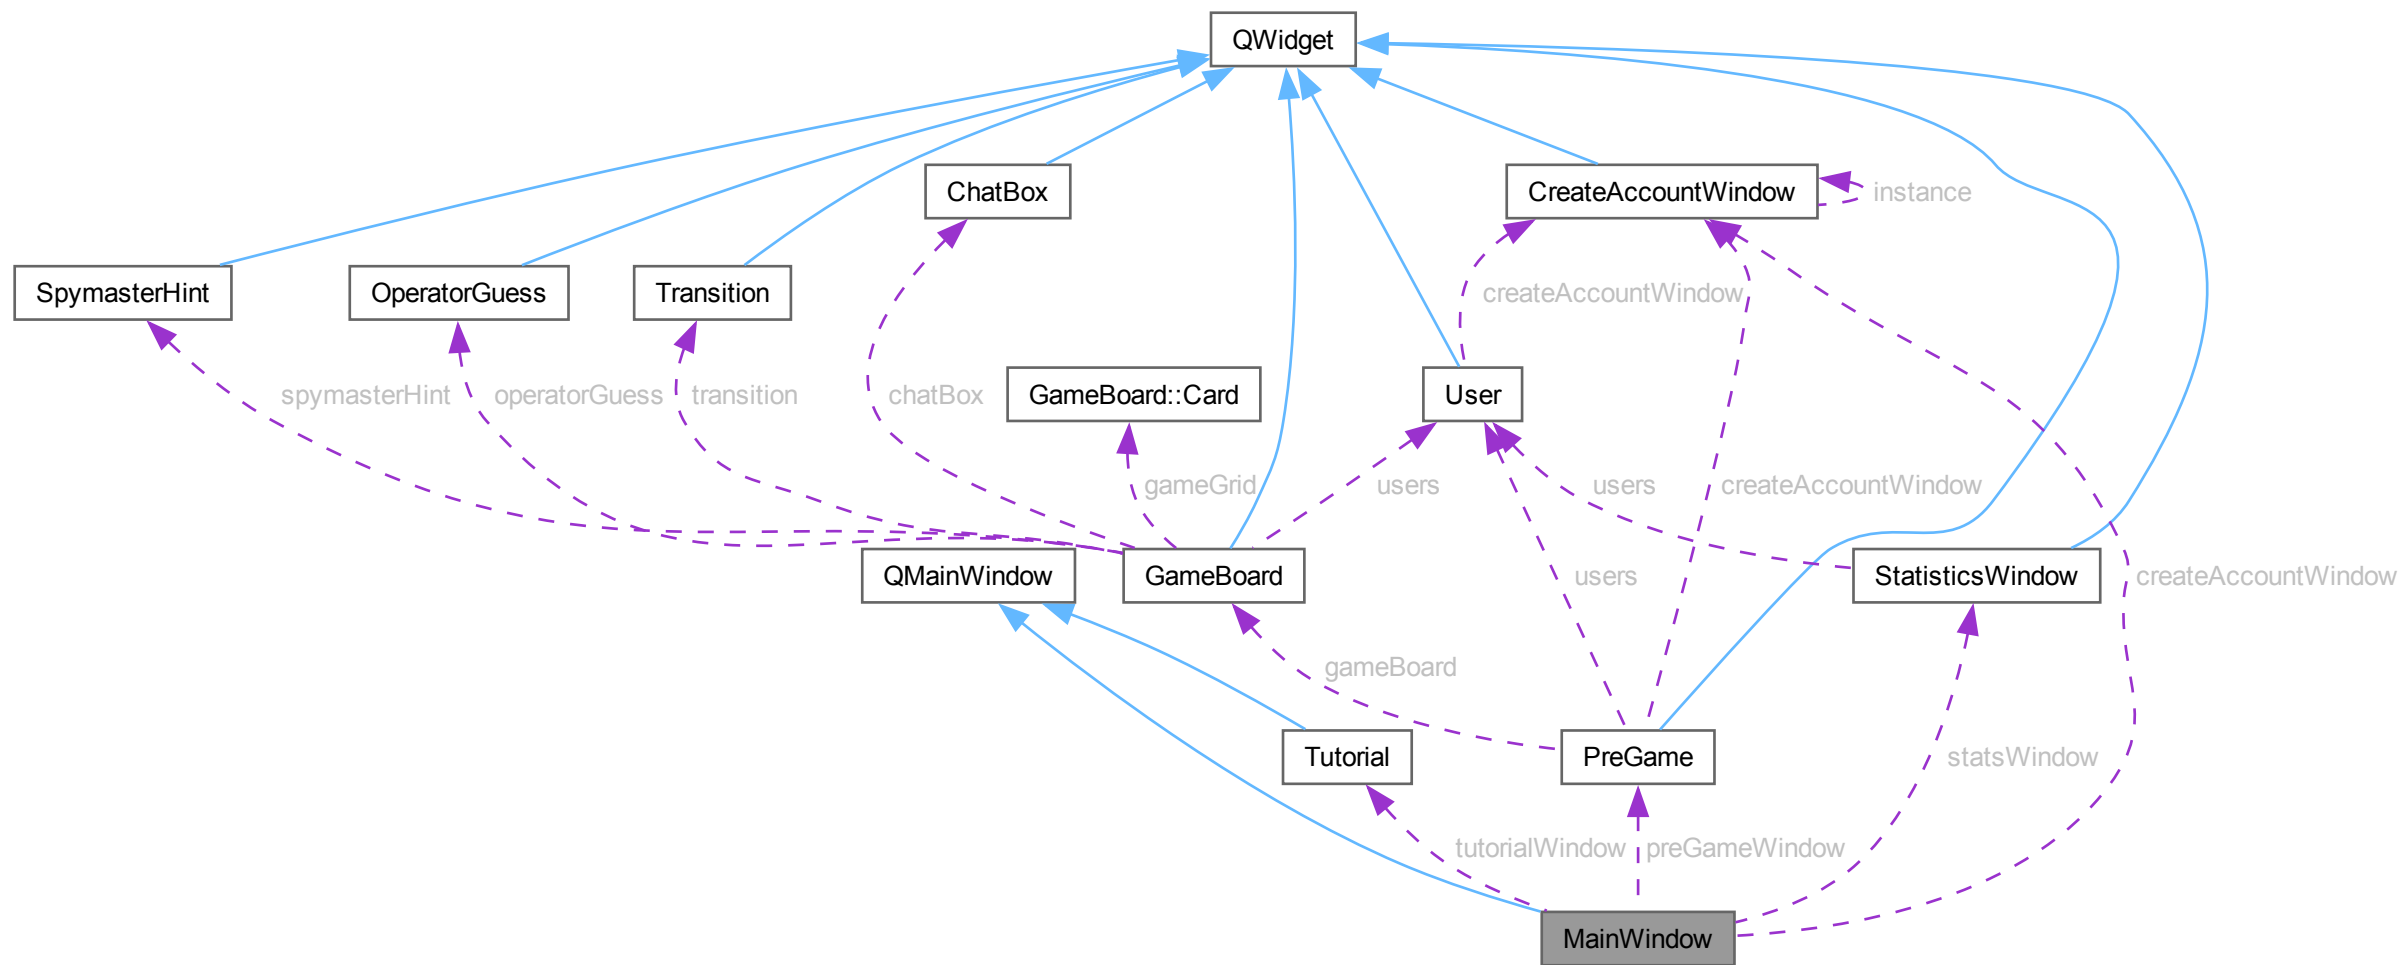 QWidget
ChatBox
CreateAccountWindow
instance
SpymasterHint
OperatorGuess
Transition
createAccountWindow
spymasterHint
operatorGuess
transition
chatBox
GameBoard::Card
User
gameGrid
users
users
createAccountWindow
QMainWindow
GameBoard
users
StatisticsWindow
createAccountWindow
gameBoard
Tutorial
PreGame
statsWindow
tutorialWindow
preGameWindow
MainWindow